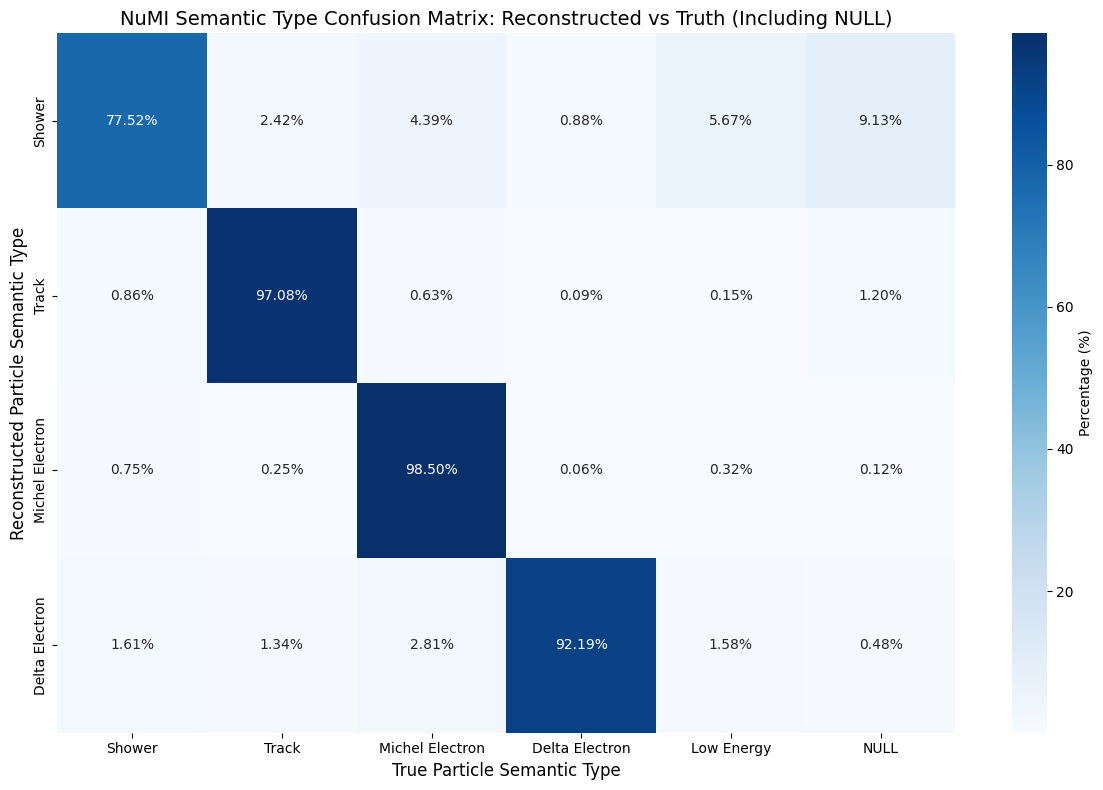 NuMI Semantic Type Confusion Matrix: Reconstructed vs Truth (Including NULL)
Reconstructed Particle Semantic Type
Shower
77.52% 2.42% 4.39% 0.88% 5.67% 9.13%
Track
0.86% 97.08% 0.63% 0.09% 0.15% 1.20%
Michel Electron
0.75% 0.25% 98.50% 0.06% 0.32% 0.12%
Delta Electron
1.61% 1.34% 2.81% 92.19% 1.58% 0.48%
Shower Track Michel Electron Delta Electron Low Energy NULL
True Particle Semantic Type
80
60
40
20
Percentage (%)